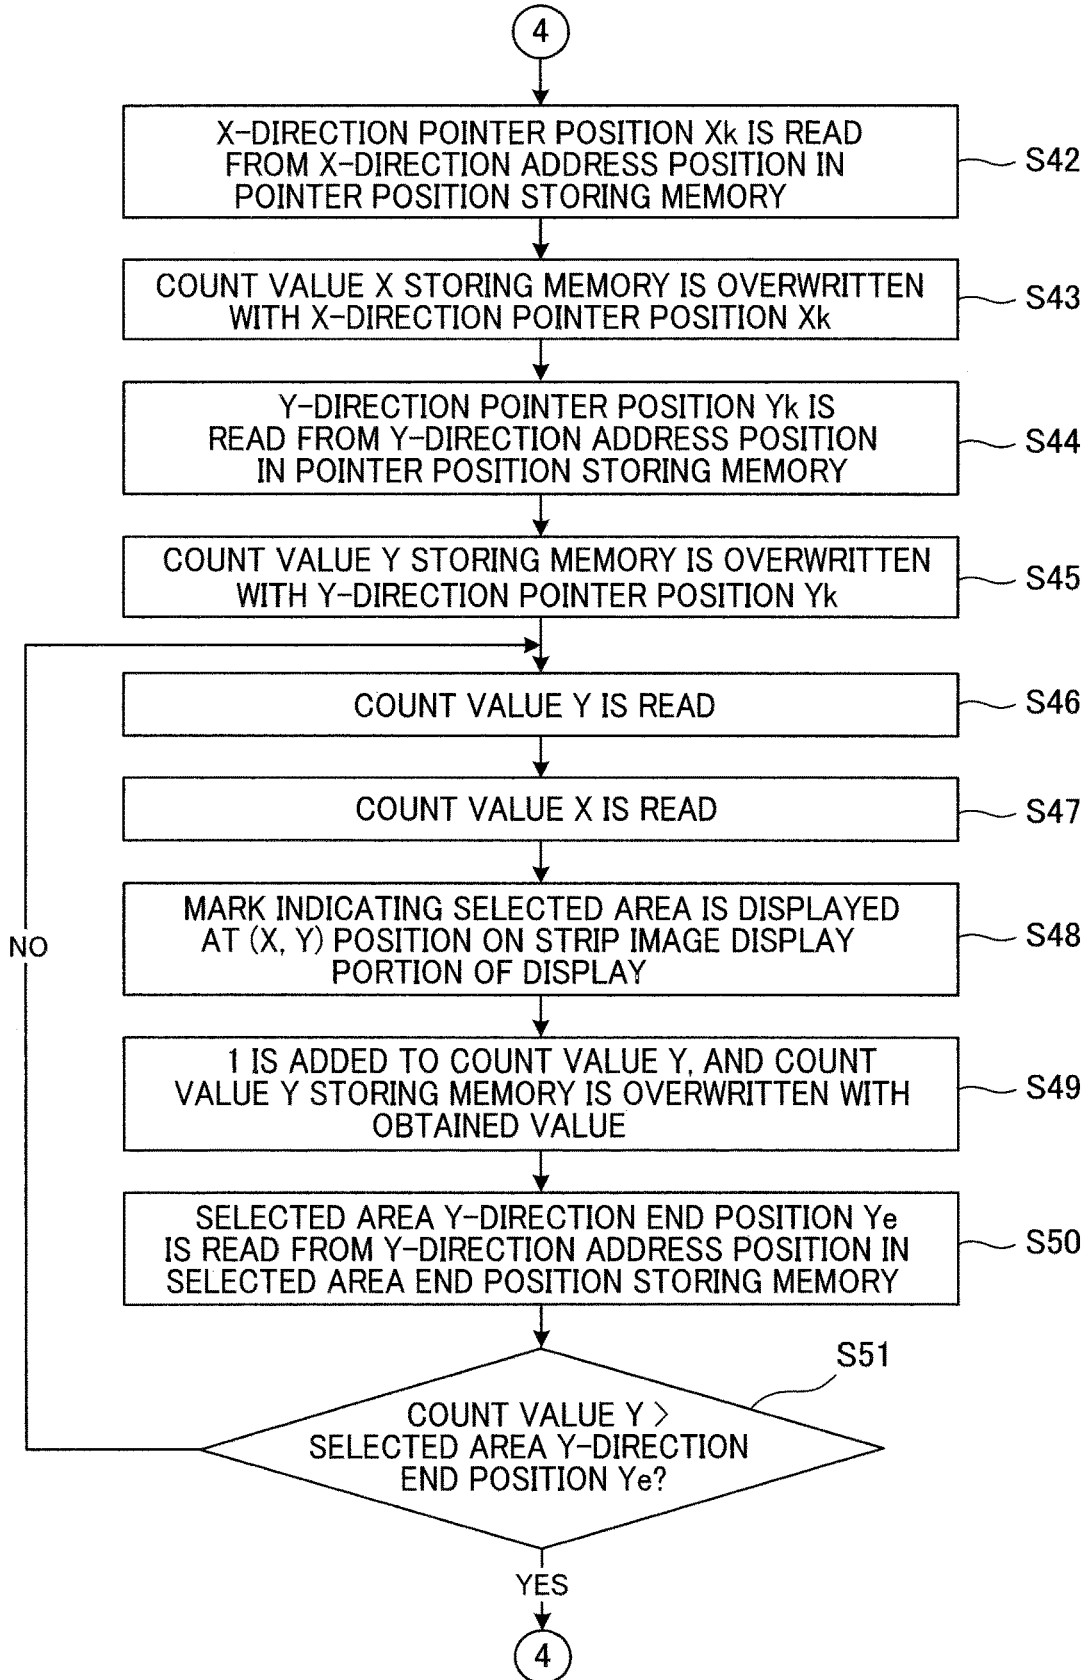 4
X-DIRECTION POINTER POSITION Xk IS READ
FROM X-DIRECTION ADDRESS POSITION IN
POINTER POSITION STORING MEMORY
S42
COUNT VALUE X STORING MEMORY IS OVERWRITTEN
WITH X-DIRECTION POINTER POSITION Xk
S43
Y-DIRECTION POINTER POSITION Yk IS
READ FROM Y-DIRECTION ADDRESS POSITION
IN POINTER POSITION STORING MEMORY
S44
COUNT VALUE Y STORING MEMORY IS OVERWRITTEN
WITH Y-DIRECTION POINTER POSITION Yk
S45
COUNT VALUE Y IS READ
S46
COUNT VALUE X IS READ
S47
MARK INDICATING SELECTED AREA IS DISPLAYED
AT (X, Y) POSITION ON STRIP IMAGE DISPLAY
PORTION OF DISPLAY
S48
NO
1 IS ADDED TO COUNT VALUE Y, AND COUNT
VALUE Y STORING MEMORY IS OVERWRITTEN WITH
OBTAINED VALUE
S49
SELECTED AREA Y-DIRECTION END POSITION Ye
IS READ FROM Y-DIRECTION ADDRESS POSITION IN
SELECTED AREA END POSITION STORING MEMORY
S50
S51
COUNT VALUE Y >
SELECTED AREA Y-DIRECTION
END POSITION Ye?
YES
4